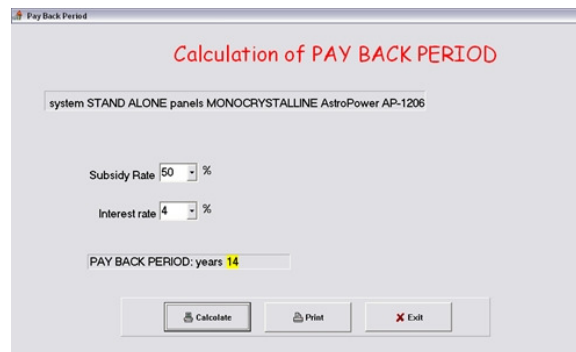 Pay Back Period
Calculation of PAY BACK PERIOD
system STAND ALONE panels MONOCRYSTALLINE AstroPower AP-1206
Subsidy Rate 50 %
Interest rate 4 %
PAY BACK PERIOD: years 14
Calcolate Print Exit